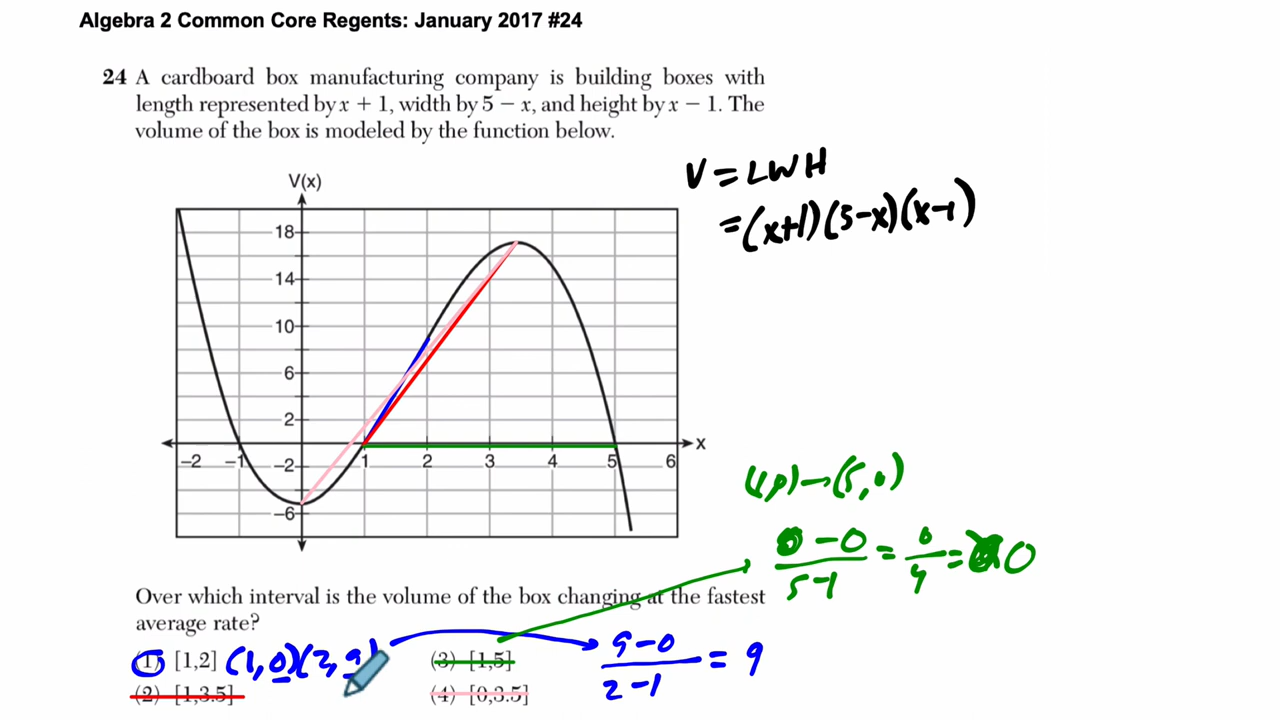 Algebra 2 Common Core Regents: January 2017 #24
24 A cardboard box manufacturing company is building boxes with
length represented by x + 1, width by 5 − x, and height by x − 1. The
volume of the box is modeled by the function below.
V = LWH
= (x+1)(5-x)(x-1)
V(x)
18
14
10
6
2
-2
-6
−2 −1 1 2 3 4 5 6 x
(1,0)→(5,0)
0-0 / 5-1 = 0/4 = 0
Over which interval is the volume of the box changing at the fastest
average rate?
(1) [1,2] (1,0)(2,9) (3) [1,5] 9-0 / 2-1 = 9
(2) [1,3.5] (4) [0,3.5]